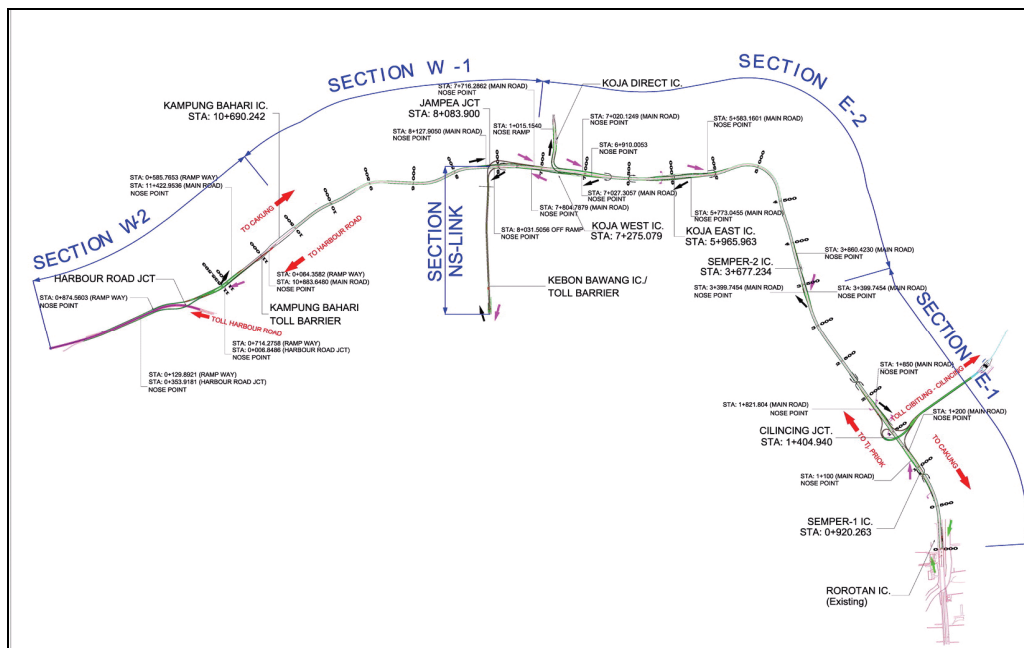 SECTION W -1
SECTION E-2
STA: 7+716.2862 (MAIN ROAD)
NOSE POINT
KOJA DIRECT IC.
KAMPUNG BAHARI IC.
STA: 10+690.242
JAMPEA JCT
STA: 8+083.900
STA: 8+127.9050 (MAIN ROAD)
NOSE POINT
STA: 1+015.1540
NOSE RAMP
STA: 7+020.1249 (MAIN ROAD)
NOSE POINT
STA: 5+583.1601 (MAIN ROAD)
NOSE POINT
STA: 6+910.0053
NOSE POINT
STA: 0+585.7653 (RAMP WAY)
STA: 11+422.9536 (MAIN ROAD)
NOSE POINT
SECTION W-2
TO CAKUNG
TO HARBOUR ROAD
SECTION
NS-LINK
STA: 7+027.3057 (MAIN ROAD)
NOSE POINT
STA: 7+804.7879 (MAIN ROAD)
NOSE POINT
STA: 5+773.0455 (MAIN ROAD)
NOSE POINT
STA: 8+031.5056 OFF RAMP
NOSE POINT
KOJA WEST IC.
STA: 7+275.079
KOJA EAST IC.
STA: 5+965.963
STA: 3+860.4230 (MAIN ROAD)
NOSE POINT
SEMPER-2 IC.
STA: 3+677.234
HARBOUR ROAD JCT
STA: 0+064.3582 (RAMP WAY)
STA: 10+883.6480 (MAIN ROAD)
NOSE POINT
KEBON BAWANG IC./
TOLL BARRIER
STA: 3+399.7454 (MAIN ROAD)
NOSE POINT
STA: 3+399.7454 (MAIN ROAD)
NOSE POINT
STA: 0+874.5603 (RAMP WAY)
NOSE POINT
KAMPUNG BAHARI
TOLL BARRIER
TOLL HARBOUR ROAD
SECTION E-1
STA: 0+714.2758 (RAMP WAY)
STA: 0+006.8486 (HARBOUR ROAD JCT)
NOSE POINT
STA: 1+850 (MAIN ROAD)
NOSE POINT
TOLL CIBITUNG - CILINCING
STA: 0+129.8921 (RAMP WAY)
STA: 0+353.9181 (HARBOUR ROAD JCT)
NOSE POINT
STA: 1+821.804 (MAIN ROAD)
NOSE POINT
STA: 1+200 (MAIN ROAD)
NOSE POINT
CILINCING JCT.
STA: 1+404.940
TO Tj. PRIOK
TO CAKUNG
STA: 1+100 (MAIN ROAD)
NOSE POINT
SEMPER-1 IC.
STA: 0+920.263
ROROTAN IC.
(Existing)